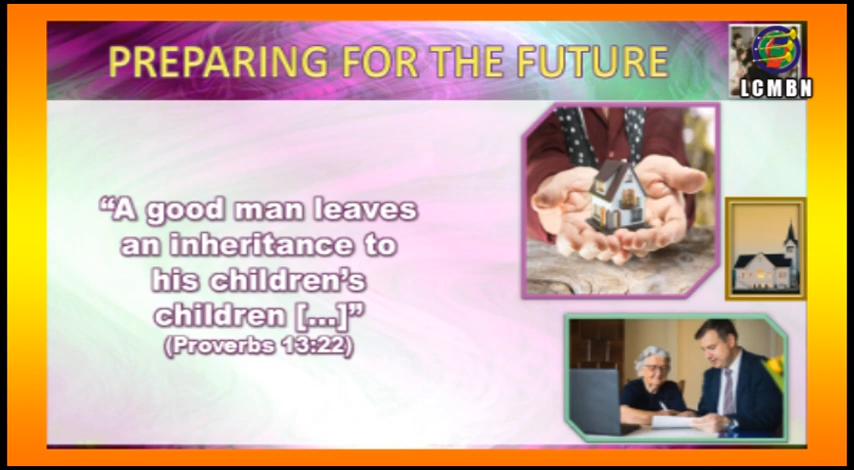 PREPARING FOR THE FUTURE
LCMBN
“A good man leaves
an inheritance to
his children’s
children [...]”
(Proverbs 13:22)